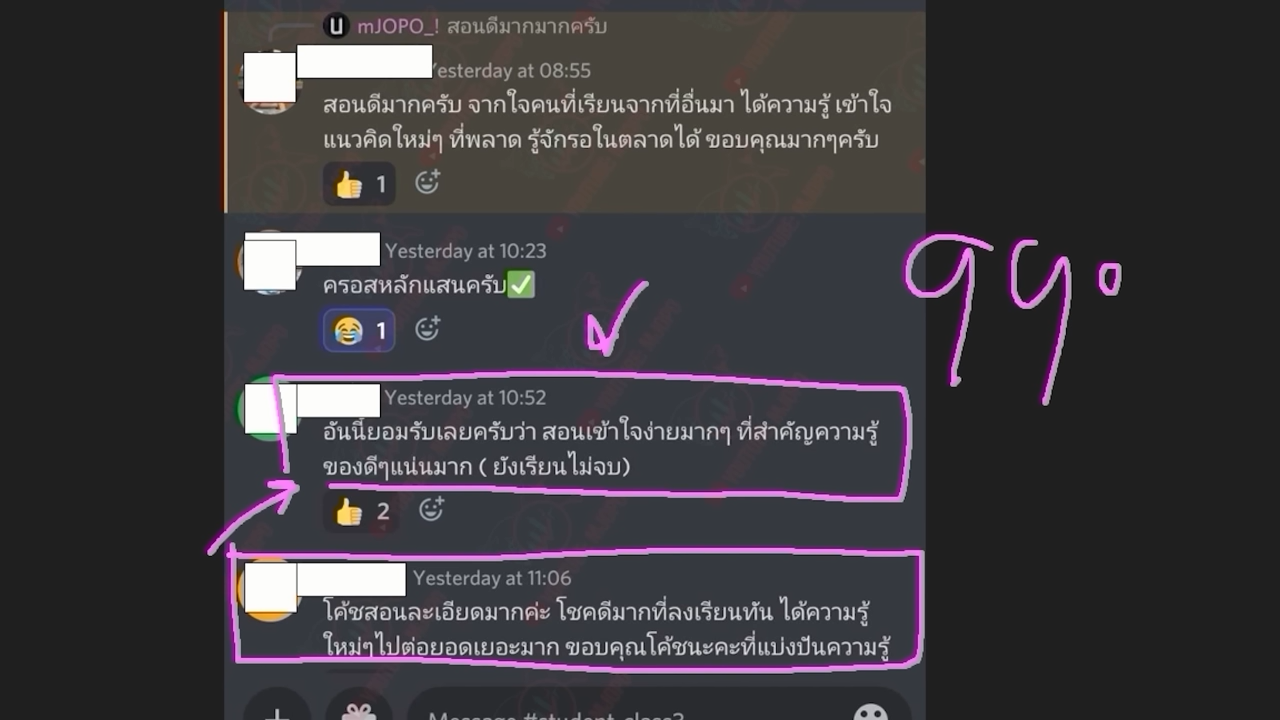 U mJOPO_! สอนดีมากมากครับ
Yesterday at 08:55
สอนดีมากครับ จากใจคนที่เรียนจากที่อื่นมา ได้ความรู้ เข้าใจ
แนวคิดใหม่ๆ ที่พลาด รู้จักรอในตลาดได้ ขอบคุณมากๆครับ
👍 1
Yesterday at 10:23
ครอสหลักแสนครับ✅
😂 1
990
Yesterday at 10:52
อันนี้ยอมรับเลยครับว่า สอนเข้าใจง่ายมากๆ ที่สำคัญความรู้
ของดีๆแน่นมาก ( ยังเรียนไม่จบ)
👍 2
Yesterday at 11:06
โค้ชสอนละเอียดมากค่ะ โชคดีมากที่ลงเรียนทัน ได้ความรู้
ใหม่ๆไปต่อยอดเยอะมาก ขอบคุณโค้ชนะคะที่แบ่งปันความรู้
Message #student-class3